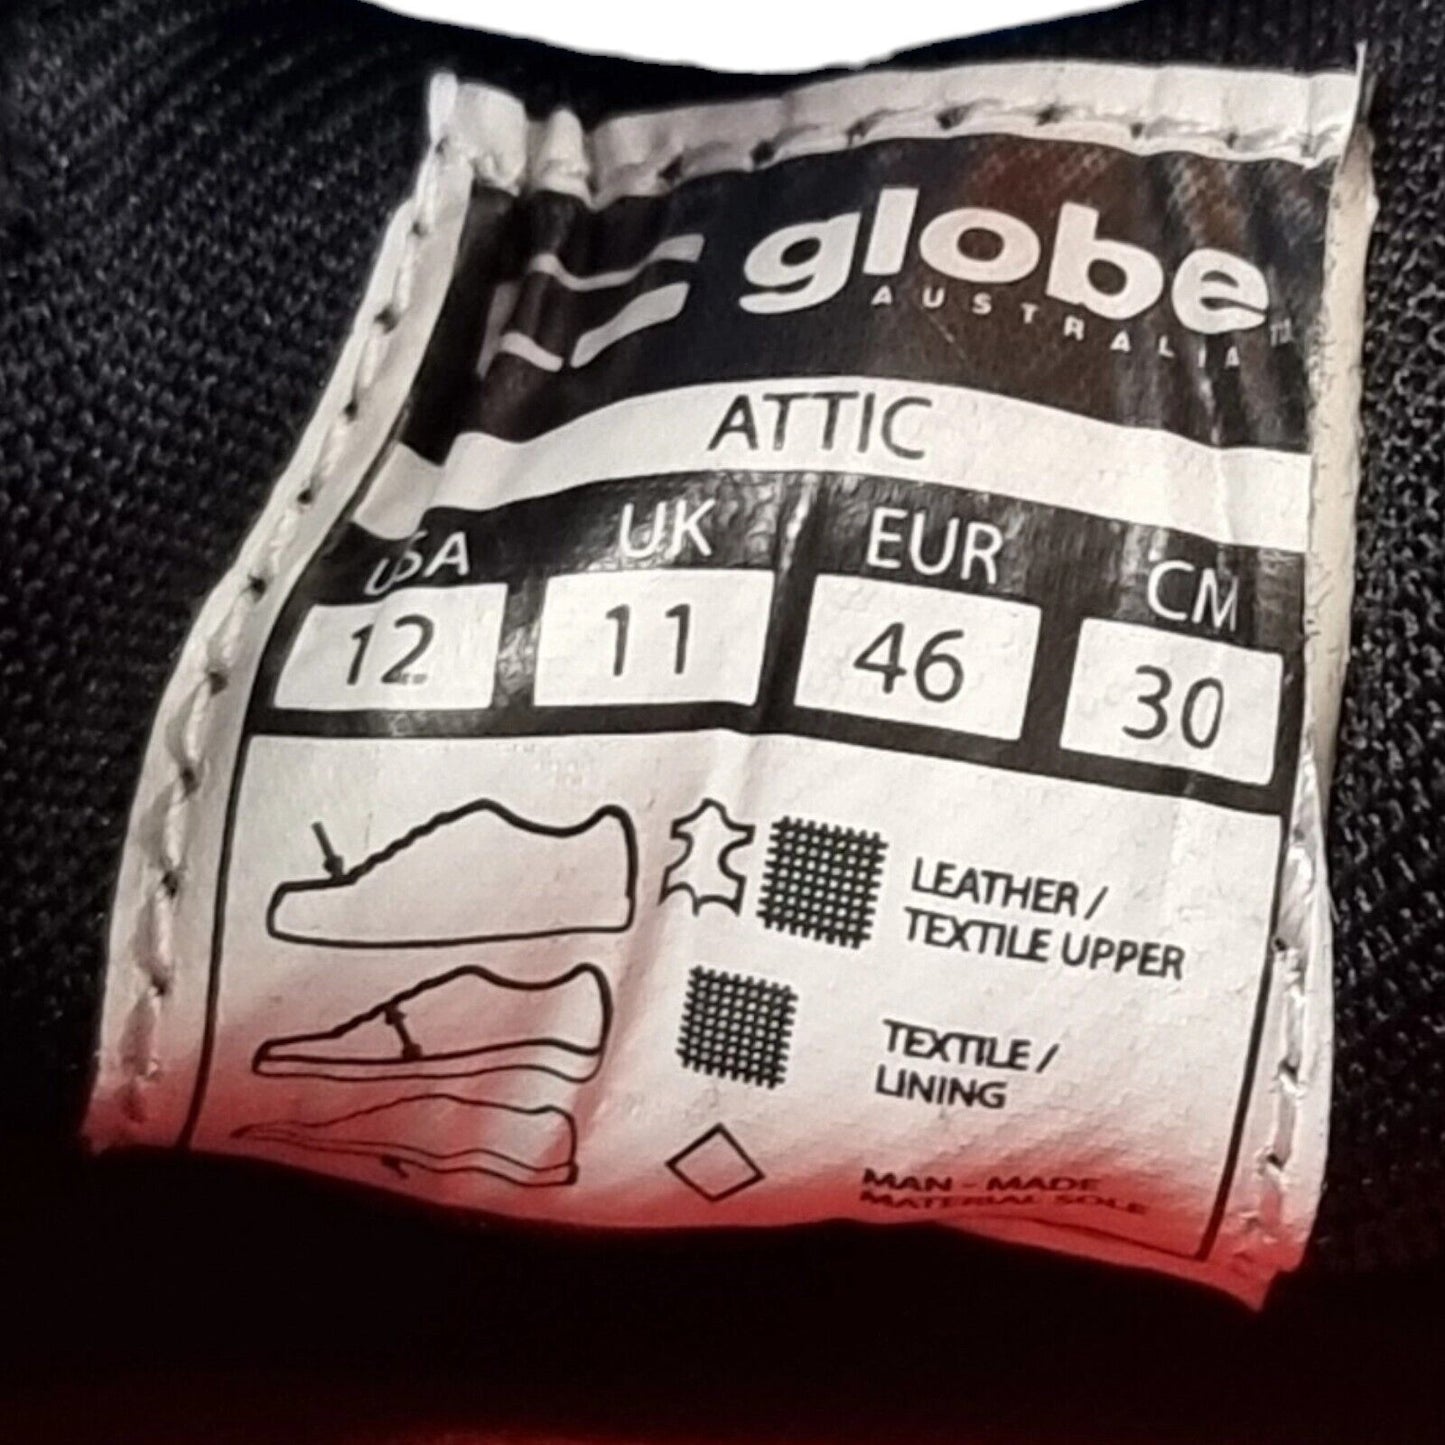 globe
AUSTRALIA
TM
ATTIC
USA UK EUR CM
12 11 46 30
LEATHER /
TEXTILE UPPER
TEXTILE /
LINING
MAN - MADE
MATERIAL SOLE